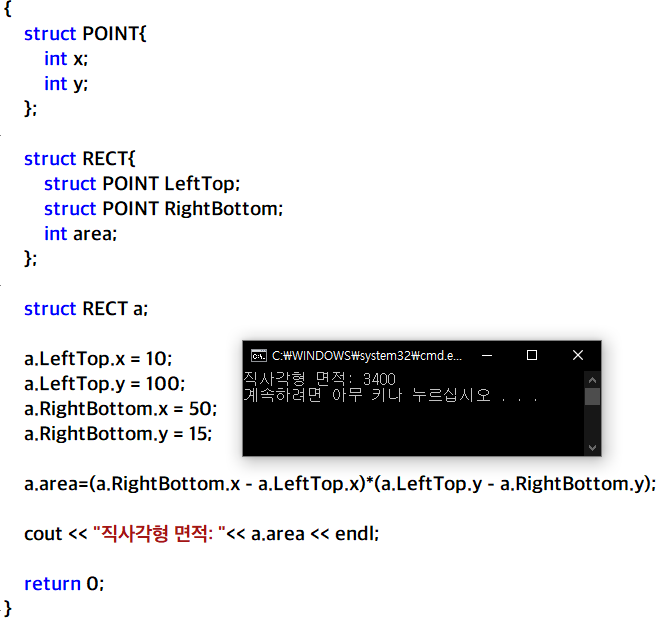 {
struct POINT{
int x;
int y;
};
struct RECT{
struct POINT LeftTop;
struct POINT RightBottom;
int area;
};
struct RECT a;
a.LeftTop.x = 10;
a.LeftTop.y = 100;
a.RightBottom.x = 50;
a.RightBottom.y = 15;
C:₩WINDOWS₩system32₩cmd.e...
직사각형 면적: 3400
계속하려면 아무 키나 누르십시오 . . .
a.area=(a.RightBottom.x - a.LeftTop.x)*(a.LeftTop.y - a.RightBottom.y);
cout << "직사각형 면적: "<< a.area << endl;
return 0;
}